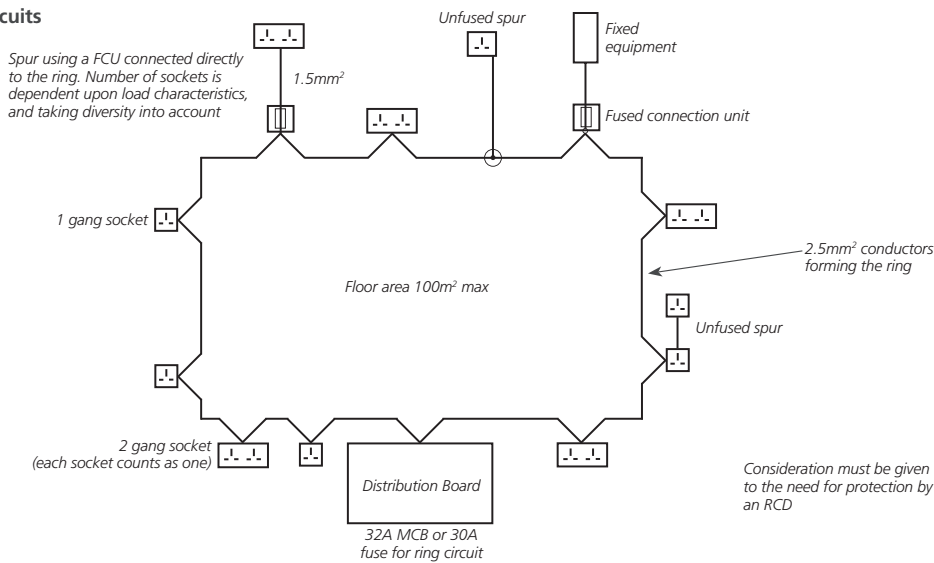 cuits
Spur using a FCU connected directly
to the ring. Number of sockets is
dependent upon load characteristics,
and taking diversity into account
1.5mm²
Unfused spur
Fixed
equipment
Fused connection unit
1 gang socket
2.5mm² conductors
forming the ring
Floor area 100m² max
Unfused spur
2 gang socket
(each socket counts as one)
Distribution Board
32A MCB or 30A
fuse for ring circuit
Consideration must be given
to the need for protection by
an RCD